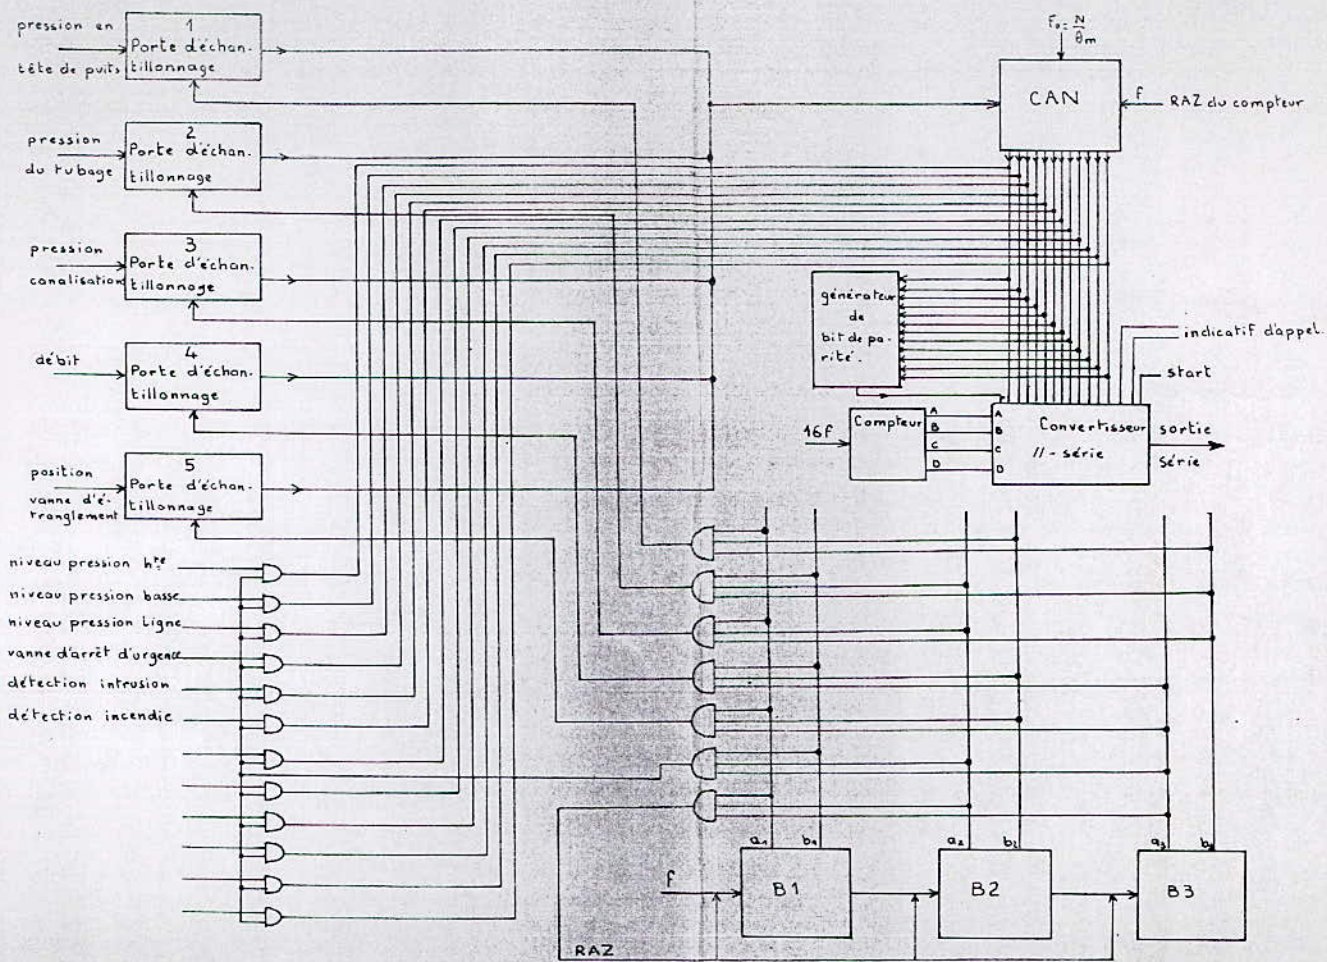 pression en
tête de puits
1
Porte d'échan.
tillonnage
pression
du tubage
2
Porte d'échan.
tillonnage
pression
canalisation
3
Porte d'échan.
tillonnage
débit
4
Porte d'échan.
tillonnage
position
vanne d'é-
tranglement
5
Porte d'échan.
tillonnage
niveau pression hte
niveau pression basse
niveau pression ligne
vanne d'arrêt d'urgence
détection intrusion
détection incendie
F₀ = N/θm
CAN
f
RAZ du compteur
générateur
de
bit de pa-
rité.
indicatif d'appel.
start
16f
Compteur
A
B
C
D
A
B
C
D
Convertisseur
// - série
sortie
série
a₁
b₁
a₂
b₂
a₃
b₃
f
B1
B2
B3
RAZ